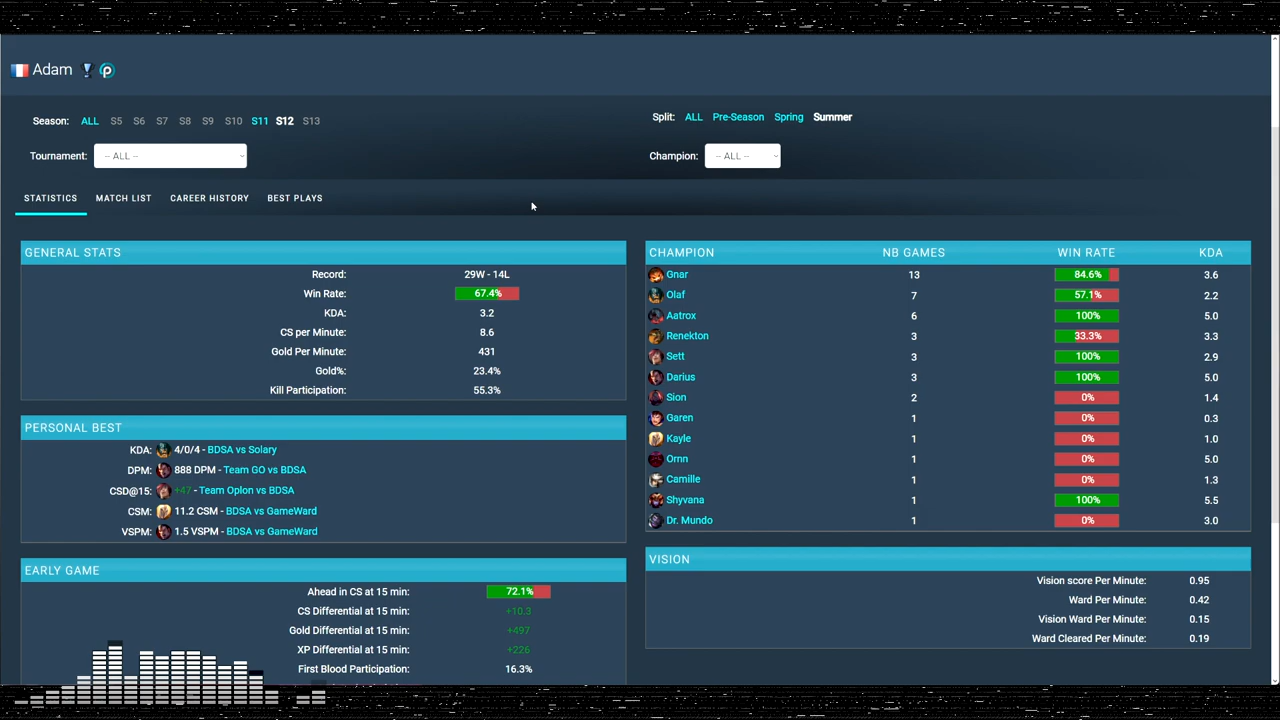 Adam
Season: ALL S5 S6 S7 S8 S9 S10 S11 S12 S13
Split: ALL Pre-Season Spring Summer
Tournament: -- ALL --
Champion: -- ALL --
STATISTICS MATCH LIST CAREER HISTORY BEST PLAYS
GENERAL STATS
Record: 29W - 14L
Win Rate: 67.4%
KDA: 3.2
CS per Minute: 8.6
Gold Per Minute: 431
Gold%: 23.4%
Kill Participation: 55.3%
PERSONAL BEST
KDA: 4/0/4 - BDSA vs Solary
DPM: 888 DPM - Team GO vs BDSA
CSD@15: +47 - Team Oplon vs BDSA
CSM: 11.2 CSM - BDSA vs GameWard
VSPM: 1.5 VSPM - BDSA vs GameWard
EARLY GAME
Ahead in CS at 15 min: 72.1%
CS Differential at 15 min: +10.3
Gold Differential at 15 min: +497
XP Differential at 15 min: +226
First Blood Participation: 16.3%
CHAMPION NB GAMES WIN RATE KDA
Gnar 13 84.6% 3.6
Olaf 7 57.1% 2.2
Aatrox 6 100% 5.0
Renekton 3 33.3% 3.3
Sett 3 100% 2.9
Darius 3 100% 5.0
Sion 2 0% 1.4
Garen 1 0% 0.3
Kayle 1 0% 1.0
Ornn 1 0% 5.0
Camille 1 0% 1.3
Shyvana 1 100% 5.5
Dr. Mundo 1 0% 3.0
VISION
Vision score Per Minute: 0.95
Ward Per Minute: 0.42
Vision Ward Per Minute: 0.15
Ward Cleared Per Minute: 0.19